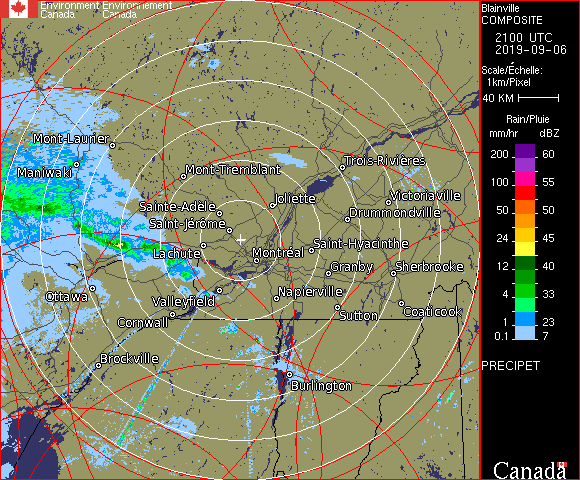 Environment Environnement
Canada Canada
Blainville
COMPOSITE
2100 UTC
2019-09-06
Scale/Échelle:
1km/Pixel
40 KM
Rain/Pluie
mm/hr dBZ
200 60
100 55
50 50
24 45
12 40
4 33
1 23
0.1 7
PRECIPET
Canada
Mont-Laurier
Maniwaki
Mont-Tremblant
Trois-Rivières
Sainte-Adèle
Joliette
Victoriaville
Saint-Jérôme
Drummondville
Lachute
Montréal
Saint-Hyacinthe
Granby
Sherbrooke
Ottawa
Valleyfield
Napierville
Cornwall
Sutton
Coaticook
Brockville
Burlington